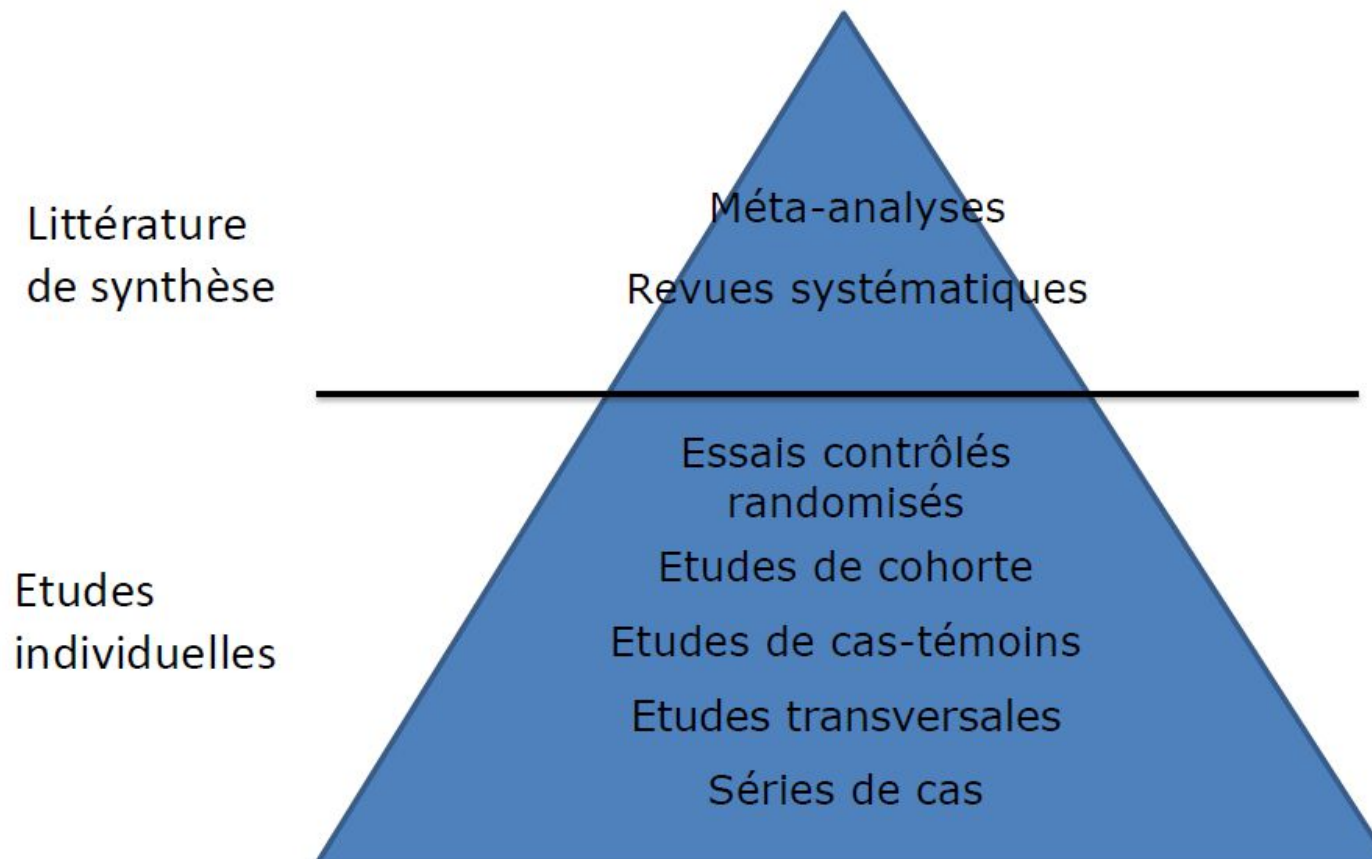 Littérature
de synthèse
Méta-analyses
Revues systématiques
Etudes
individuelles
Essais contrôlés
randomisés
Etudes de cohorte
Etudes de cas-témoins
Etudes transversales
Séries de cas